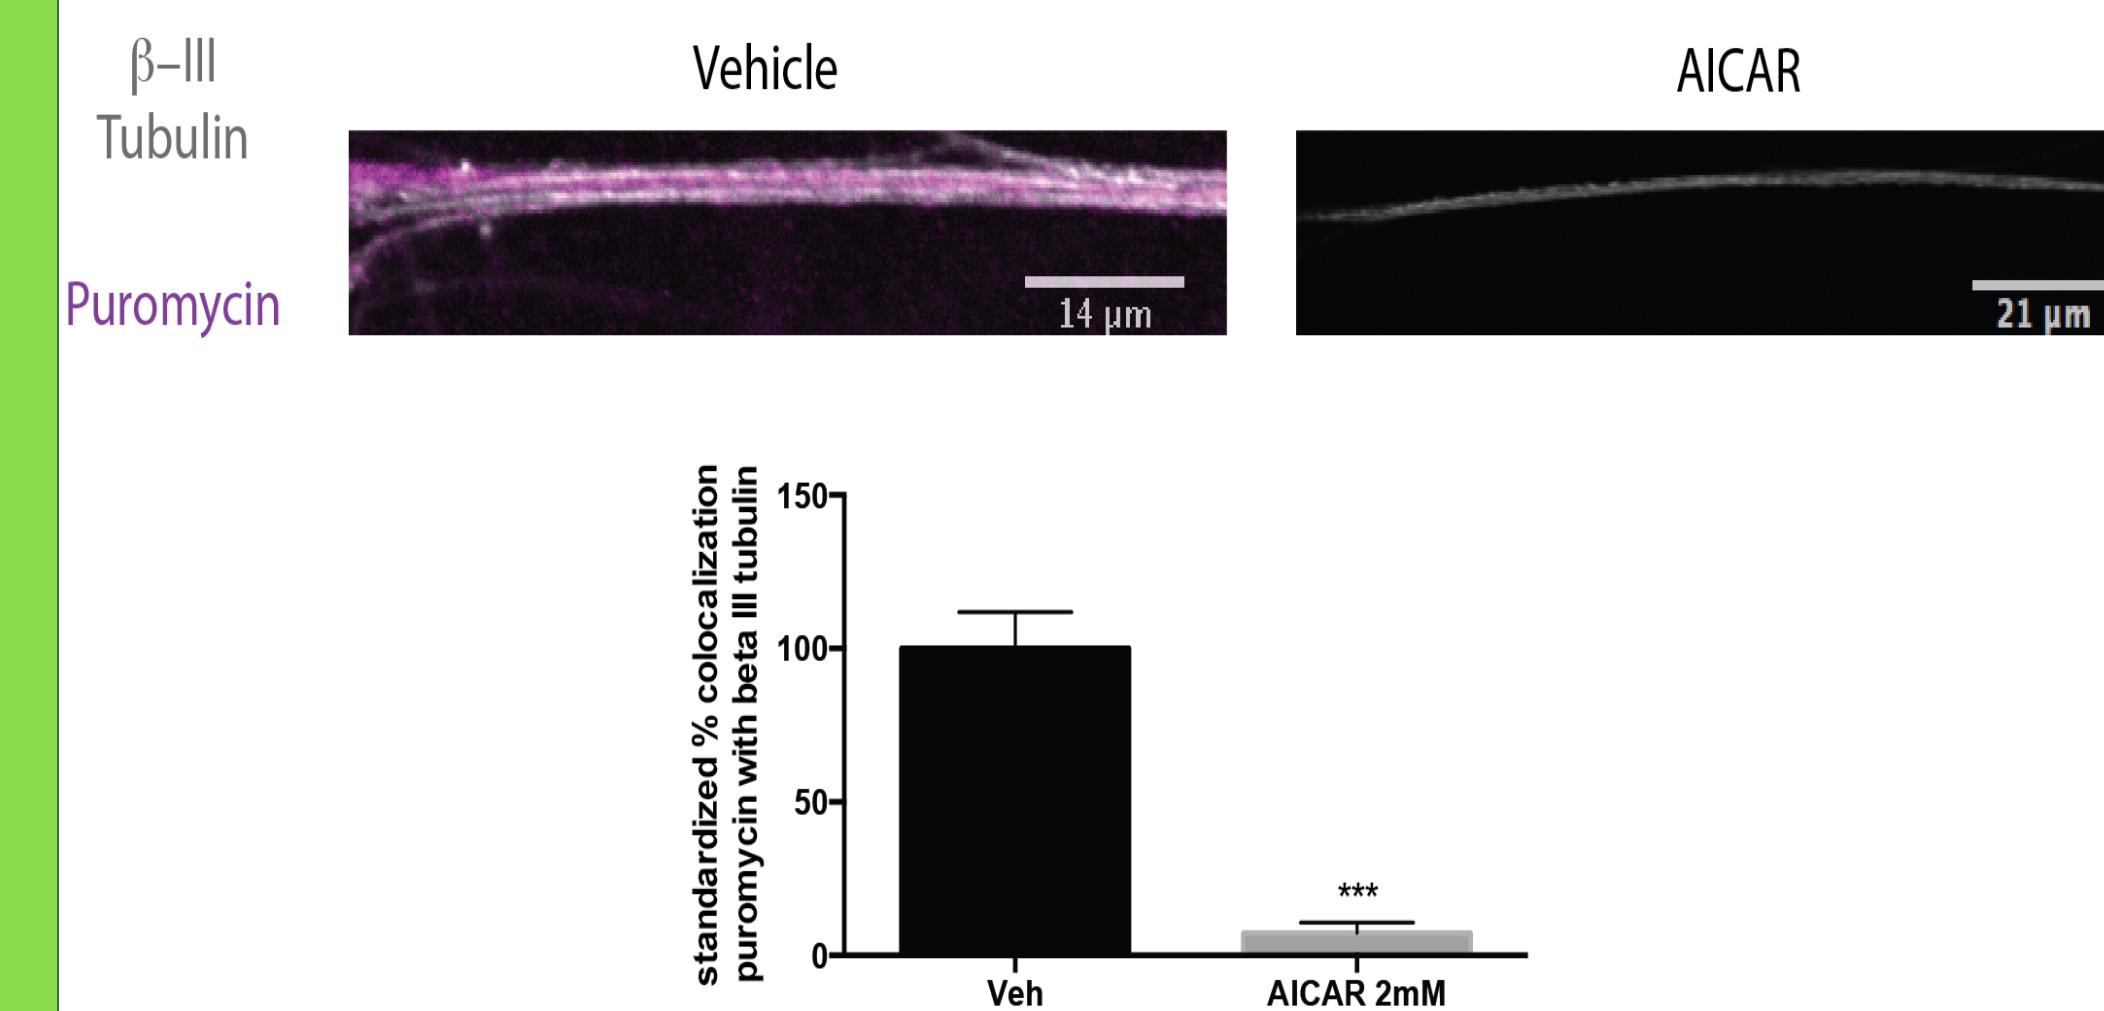 β–III
Tubulin
Puromycin
Vehicle
AICAR
14 µm
21 µm
standardized % colocalization
puromycin with beta III tubulin
150
100
50
0
***
Veh
AICAR 2mM